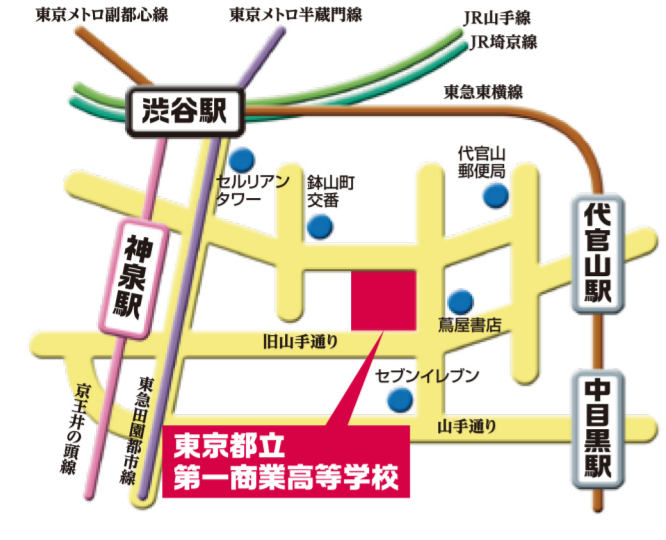 東京メトロ副都心線
東京メトロ半蔵門線
JR山手線
JR埼京線
東急東横線
渋谷駅
セルリアン
タワー
鉢山町
交番
代官山
郵便局
代官山駅
神泉駅
蔦屋書店
旧山手通り
セブンイレブン
京王井の頭線
東急田園都市線
山手通り
中目黒駅
東京都立
第一商業高等学校